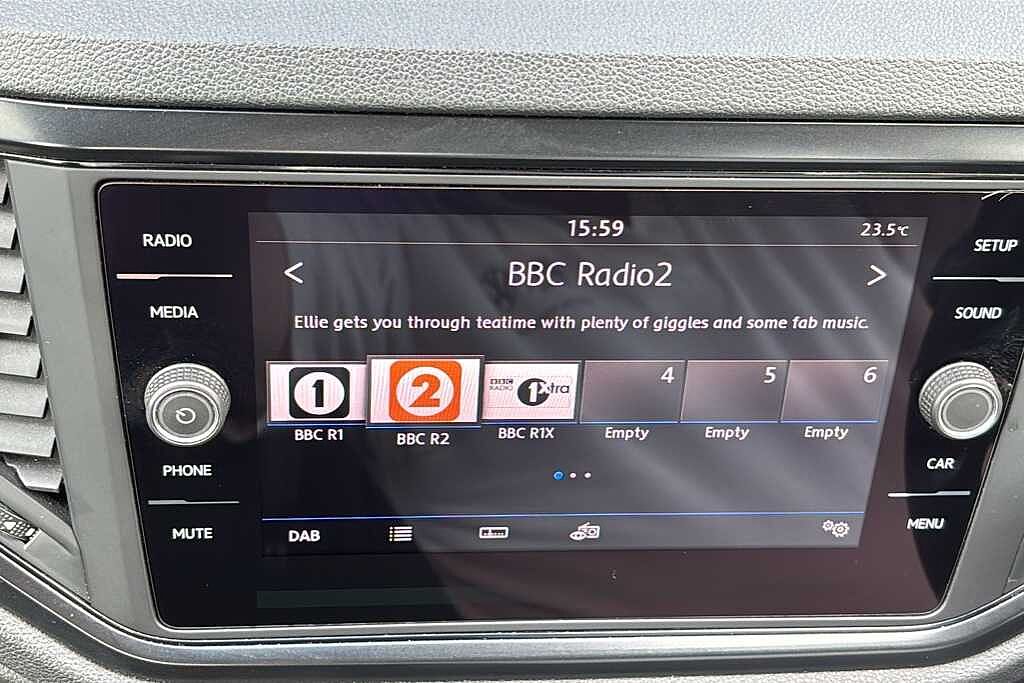 15:59
23.5°C
RADIO
SETUP
BBC Radio2
MEDIA
SOUND
Ellie gets you through teatime with plenty of giggles and some fab music.
1
2
BBC RADIO 1Xtra
4
5
6
BBC R1
BBC R2
BBC R1X
Empty
Empty
Empty
PHONE
CAR
MUTE
MENU
DAB